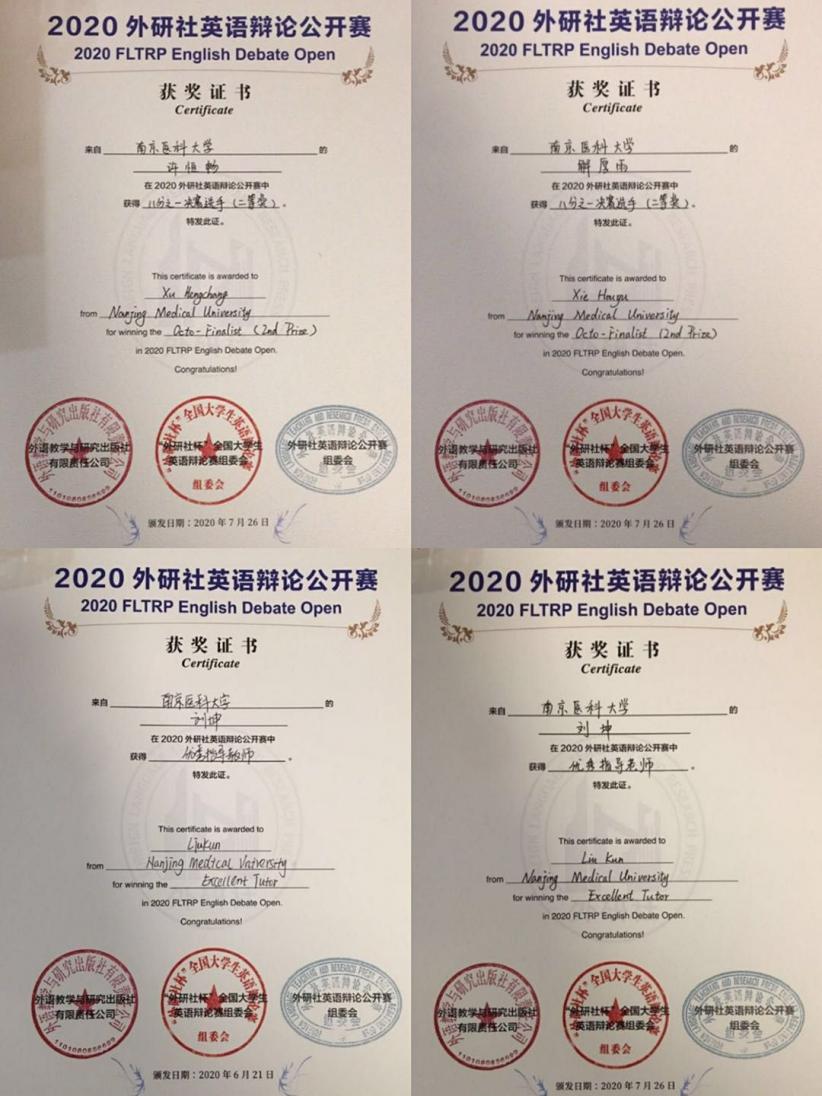 2020 外研社英语辩论公开赛
2020 FLTRP English Debate Open
获奖证书
Certificate
来自 南京医科大学 的
许恒畅
在 2020 外研社英语辩论公开赛中
获得 八分之一决赛选手（二等奖）。
特发此证。
This certificate is awarded to
Xu Hengchang
from Nanjing Medical University
for winning the Octo-Finalist (2nd Prize)
in 2020 FLTRP English Debate Open.
Congratulations!
外语教学与研究出版社
有限责任公司
“外研社杯”全国大学生
英语辩论赛组委会
组委会
外研社英语辩论公开赛
组委会
颁发日期：2020 年 7 月 26 日
2020 外研社英语辩论公开赛
2020 FLTRP English Debate Open
获奖证书
Certificate
来自 南京医科大学 的
解厚雨
在 2020 外研社英语辩论公开赛中
获得 八分之一决赛选手（二等奖）。
特发此证。
This certificate is awarded to
Xie Houyu
from Nanjing Medical University
for winning the Octo-Finalist (2nd Prize)
in 2020 FLTRP English Debate Open.
Congratulations!
外语教学与研究出版社
有限责任公司
“外研社杯”全国大学生
英语辩论赛组委会
组委会
外研社英语辩论公开赛
组委会
颁发日期：2020 年 7 月 26 日
2020 外研社英语辩论公开赛
2020 FLTRP English Debate Open
获奖证书
Certificate
来自 南京医科大学 的
刘坤
在 2020 外研社英语辩论公开赛中
获得 优秀指导教师。
特发此证。
This certificate is awarded to
Liukun
from Nanjing Medical University
for winning the Excellent Tutor
in 2020 FLTRP English Debate Open.
Congratulations!
外语教学与研究出版社
有限责任公司
“外研社杯”全国大学生
英语辩论赛组委会
组委会
外研社英语辩论公开赛
组委会
颁发日期：2020 年 6 月 21 日
2020 外研社英语辩论公开赛
2020 FLTRP English Debate Open
获奖证书
Certificate
来自 南京医科大学 的
刘坤
在 2020 外研社英语辩论公开赛中
获得 优秀指导老师。
特发此证。
This certificate is awarded to
Liu Kun
from Nanjing Medical University
for winning the Excellent Tutor
in 2020 FLTRP English Debate Open.
Congratulations!
外语教学与研究出版社
有限责任公司
“外研社杯”全国大学生
英语辩论赛组委会
组委会
外研社英语辩论公开赛
组委会
颁发日期：2020 年 7 月 26 日